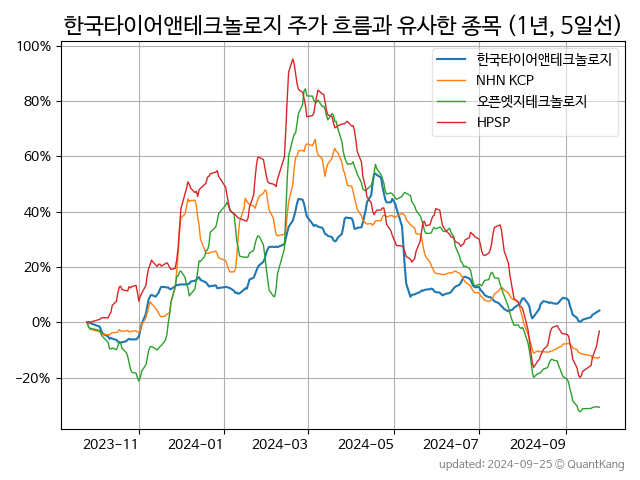 한국타이어앤테크놀로지 주가 흐름과 유사한 종목 (1년, 5일선)
한국타이어앤테크놀로지
NHN KCP
오픈엣지테크놀로지
HPSP
100%
80%
60%
40%
20%
0%
−20%
2023-11
2024-01
2024-03
2024-05
2024-07
2024-09
updated: 2024-09-25 © QuantKang